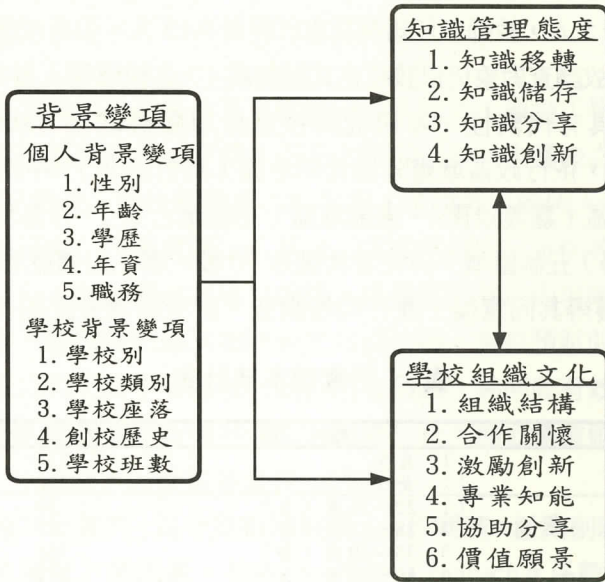 背景變項
個人背景變項
1. 性別
2. 年齡
3. 學歷
4. 年資
5. 職務
學校背景變項
1. 學校別
2. 學校類別
3. 學校座落
4. 創校歷史
5. 學校班數
知識管理態度
1. 知識移轉
2. 知識儲存
3. 知識分享
4. 知識創新
學校組織文化
1. 組織結構
2. 合作關懷
3. 激勵創新
4. 專業知能
5. 協助分享
6. 價值願景